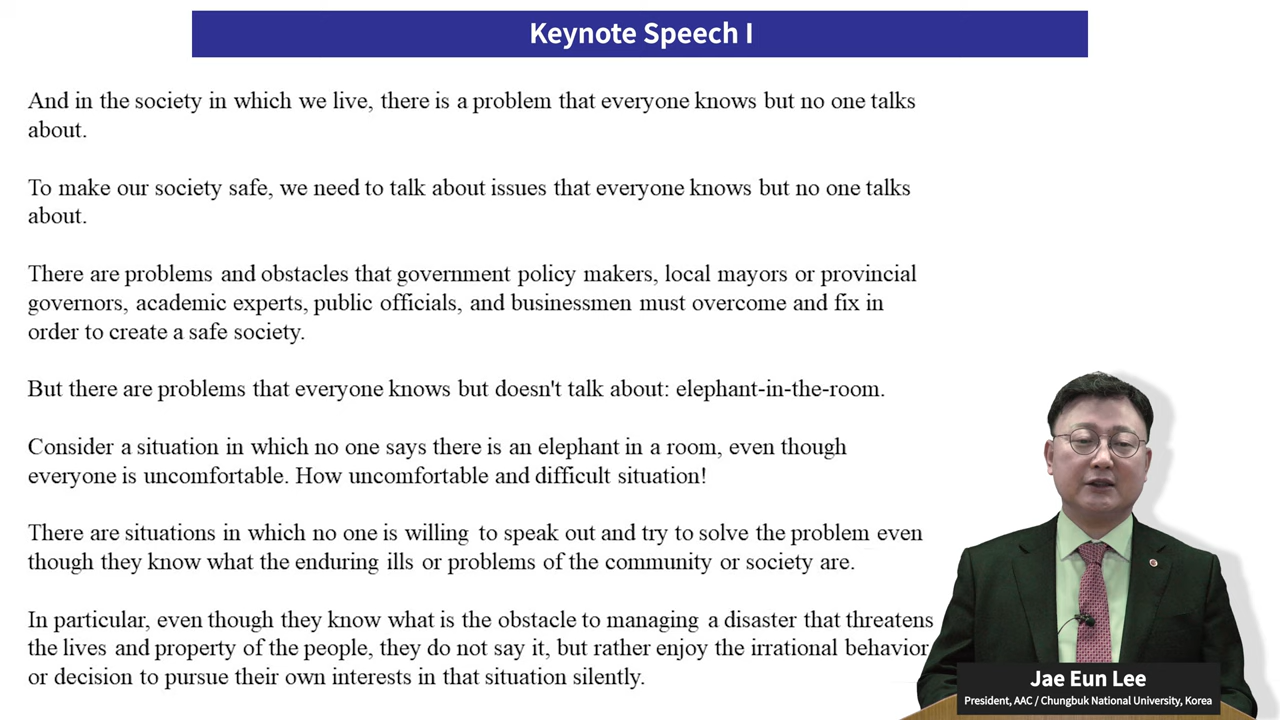 Keynote Speech I
And in the society in which we live, there is a problem that everyone knows but no one talks
about.
To make our society safe, we need to talk about issues that everyone knows but no one talks
about.
There are problems and obstacles that government policy makers, local mayors or provincial
governors, academic experts, public officials, and businessmen must overcome and fix in
order to create a safe society.
But there are problems that everyone knows but doesn't talk about: elephant-in-the-room.
Consider a situation in which no one says there is an elephant in a room, even though
everyone is uncomfortable. How uncomfortable and difficult situation!
There are situations in which no one is willing to speak out and try to solve the problem even
though they know what the enduring ills or problems of the community or society are.
In particular, even though they know what is the obstacle to managing a disaster that threatens
the lives and property of the people, they do not say it, but rather enjoy the irrational behavior
or decision to pursue their own interests in that situation silently.
Jae Eun Lee
President, AAC / Chungbuk National University, Korea